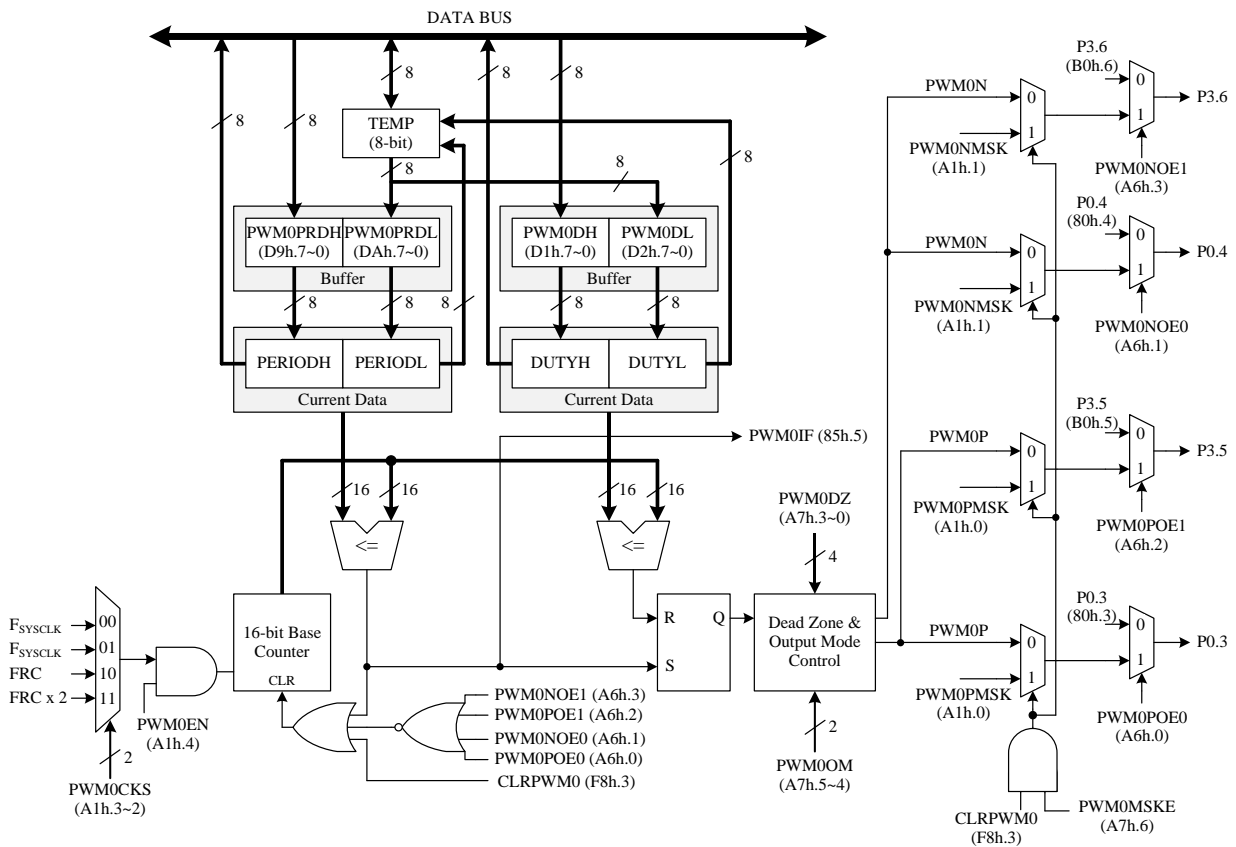 DATA BUS
8
8
8
8
8
8
8
TEMP
(8-bit)
8
8
PWM0PRDH
(D9h.7~0)
PWM0PRDL
(DAh.7~0)
Buffer
PWM0DH
(D1h.7~0)
PWM0DL
(D2h.7~0)
Buffer
8
8
8
8
8
PERIODH
PERIODL
Current Data
DUTYH
DUTYL
Current Data
PWM0IF (85h.5)
16
16
16
16
<=
<=
F_SYSCLK
F_SYSCLK
FRC
FRC x 2
00
01
10
11
2
PWM0CKS
(A1h.3~2)
PWM0EN
(A1h.4)
16-bit Base
Counter
CLR
PWM0NOE1 (A6h.3)
PWM0POE1 (A6h.2)
PWM0NOE0 (A6h.1)
PWM0POE0 (A6h.0)
CLRPWM0 (F8h.3)
R
S
Q
PWM0DZ
(A7h.3~0)
4
Dead Zone &
Output Mode
Control
2
PWM0OM
(A7h.5~4)
PWM0N
PWM0NMSK
(A1h.1)
0
1
P3.6
(B0h.6)
0
1
P3.6
PWM0NOE1
(A6h.3)
PWM0N
PWM0NMSK
(A1h.1)
0
1
P0.4
(80h.4)
0
1
P0.4
PWM0NOE0
(A6h.1)
PWM0P
PWM0PMSK
(A1h.0)
0
1
P3.5
(B0h.5)
0
1
P3.5
PWM0POE1
(A6h.2)
PWM0P
PWM0PMSK
(A1h.0)
0
1
P0.3
(80h.3)
0
1
P0.3
PWM0POE0
(A6h.0)
CLRPWM0
(F8h.3)
PWM0MSKE
(A7h.6)